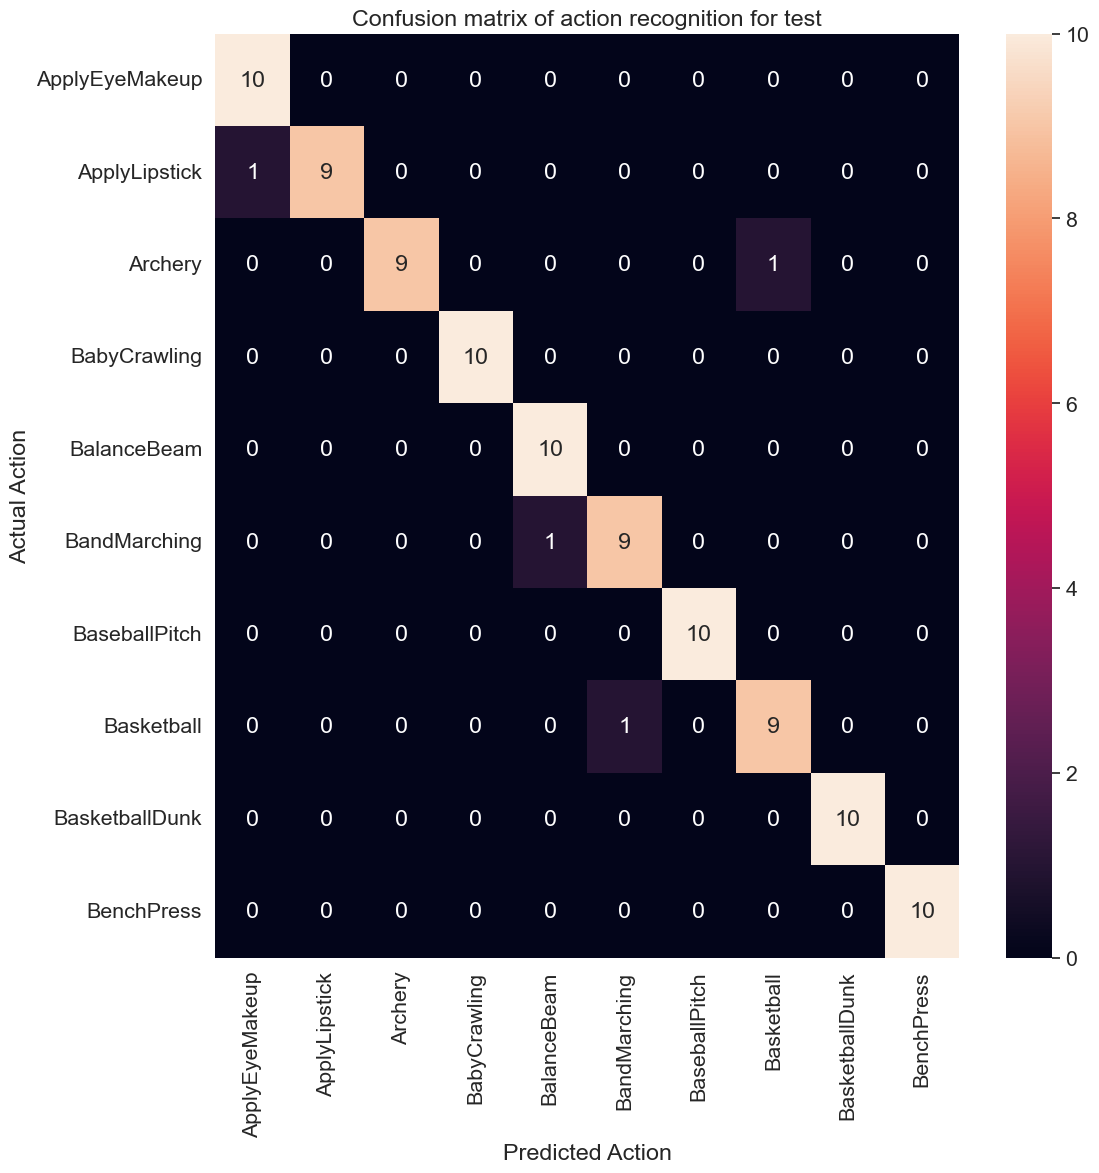 Confusion matrix of action recognition for test
ApplyEyeMakeup 10 0 0 0 0 0 0 0 0 0
ApplyLipstick 1 9 0 0 0 0 0 0 0 0
Archery 0 0 9 0 0 0 0 1 0 0
BabyCrawling 0 0 0 10 0 0 0 0 0 0
BalanceBeam 0 0 0 0 10 0 0 0 0 0
BandMarching 0 0 0 0 1 9 0 0 0 0
BaseballPitch 0 0 0 0 0 0 10 0 0 0
Basketball 0 0 0 0 0 1 0 9 0 0
BasketballDunk 0 0 0 0 0 0 0 0 10 0
BenchPress 0 0 0 0 0 0 0 0 0 10
Actual Action
ApplyEyeMakeup
ApplyLipstick
Archery
BabyCrawling
BalanceBeam
BandMarching
BaseballPitch
Basketball
BasketballDunk
BenchPress
Predicted Action
10
8
6
4
2
0